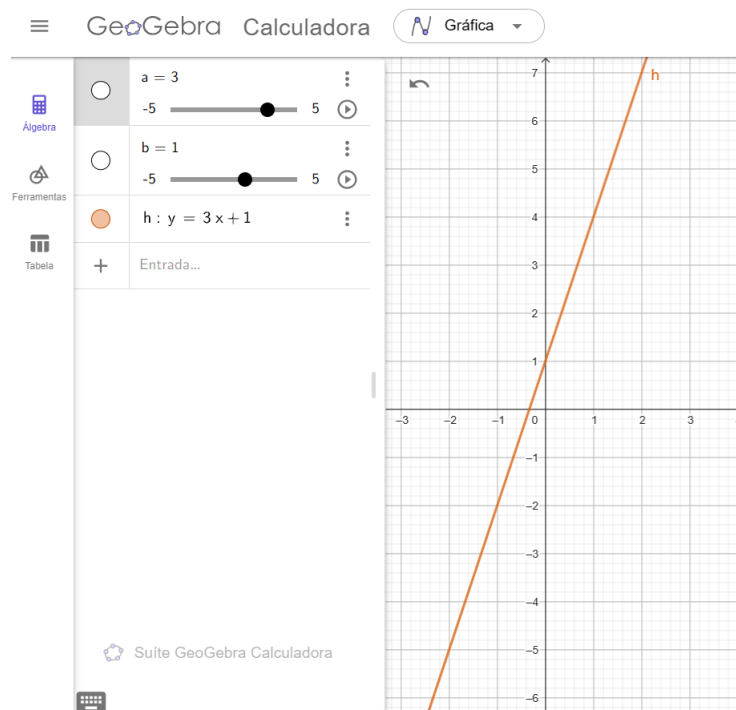 GeoGebra Calculadora
Gráfica
Álgebra
Ferramentas
Tabela
a = 3
-5 5
b = 1
-5 5
h : y = 3 x + 1
+ Entrada...
Suíte GeoGebra Calculadora
h
7
6
5
4
3
2
1
–3 –2 –1 0 1 2 3
–1
–2
–3
–4
–5
–6